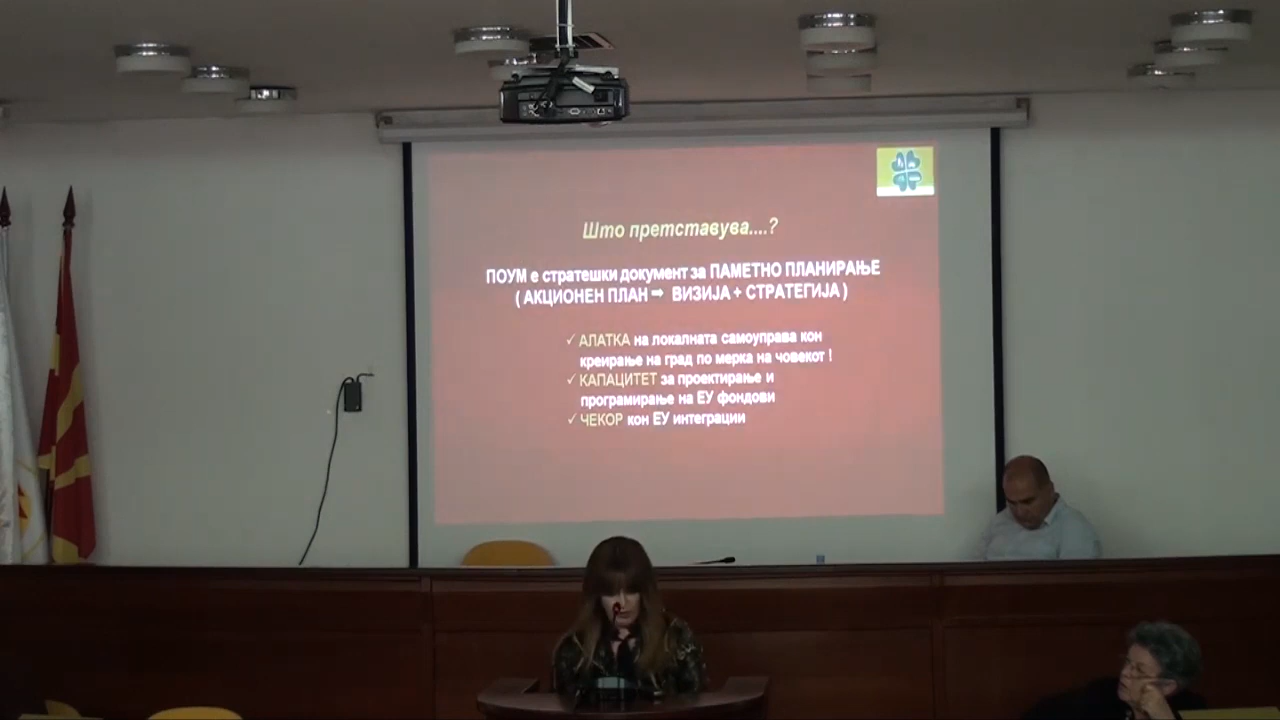 Што претставува....?
ПОУМ е стратешки документ за ПАМЕТНО ПЛАНИРАЊЕ
( АКЦИОНЕН ПЛАН ➡ ВИЗИЈА + СТРАТЕГИЈА )
✓ АЛАТКА на локалната самоуправа кон
креирање на град по мерка на човекот !
✓ КАПАЦИТЕТ за проектирање и
програмирање на ЕУ фондови
✓ ЧЕКОР кон ЕУ интеграции